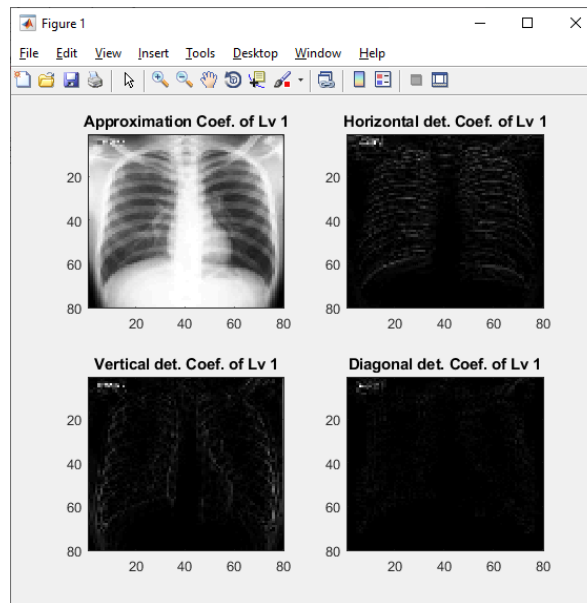 Figure 1
File Edit View Insert Tools Desktop Window Help
Approximation Coef. of Lv 1
Horizontal det. Coef. of Lv 1
20
40
60
80
20 40 60 80
20
40
60
80
20 40 60 80
Vertical det. Coef. of Lv 1
Diagonal det. Coef. of Lv 1
20
40
60
80
20 40 60 80
20
40
60
80
20 40 60 80